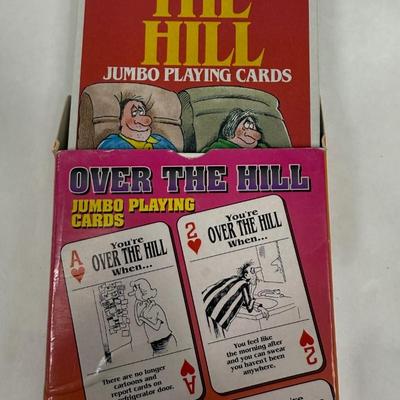 THE
HILL
JUMBO PLAYING CARDS
OVER THE HILL
JUMBO PLAYING
CARDS
A
You're
OVER THE HILL
When...
There are no longer
cartoons and
report cards on
refrigerator door.
A
2
You're
OVER THE HILL
When...
You feel like
the morning after
and you can swear
you haven't been
anywhere.
2